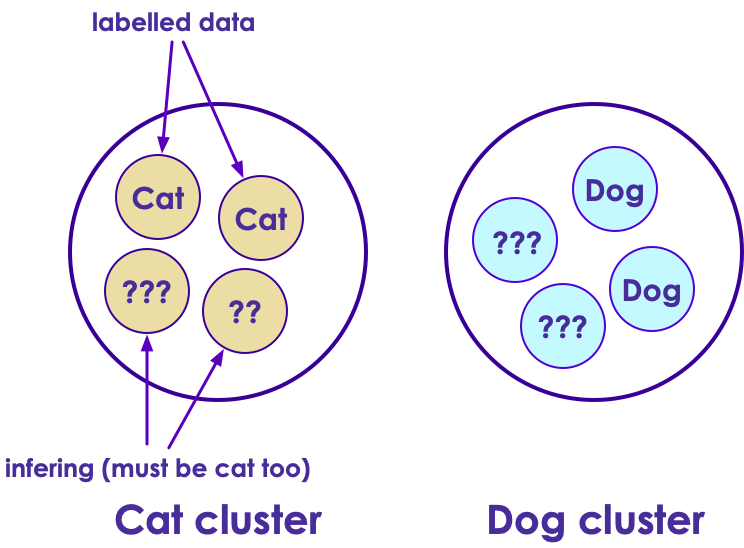 labelled data
Cat
Cat
???
??
infering (must be cat too)
Cat cluster
Dog
???
Dog
???
Dog cluster